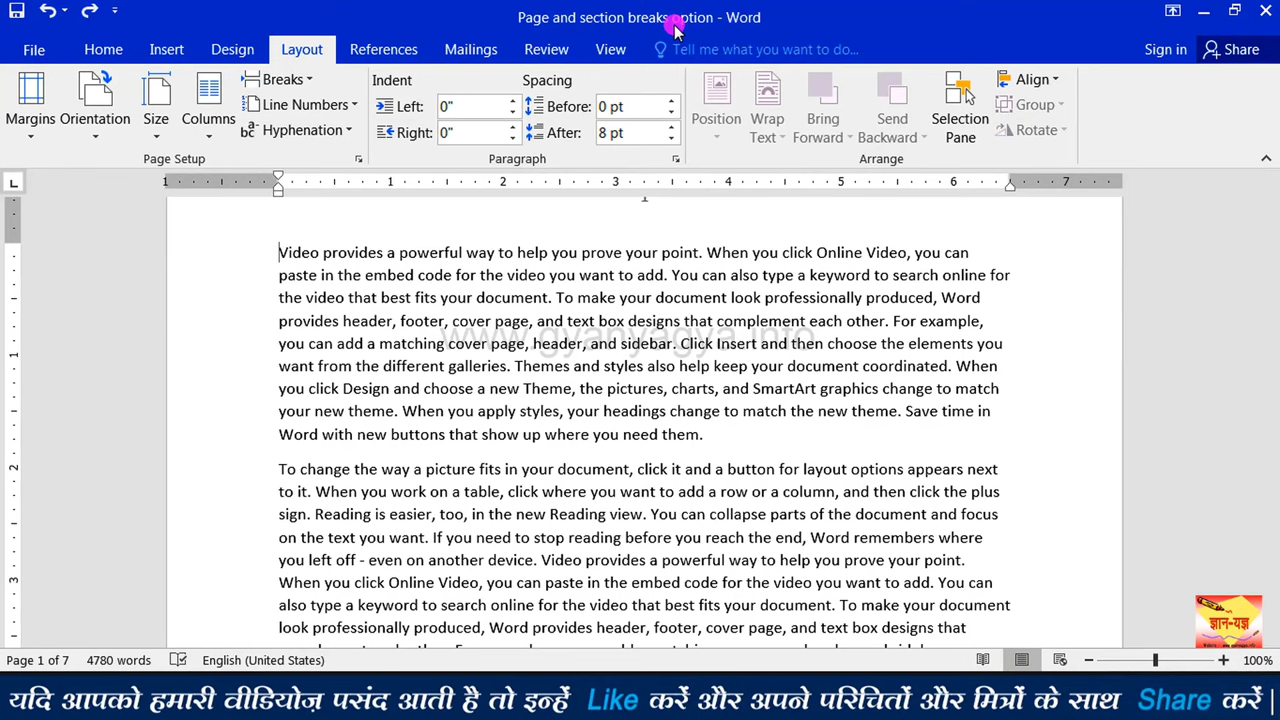 Page and section breaks option - Word
File Home Insert Design Layout References Mailings Review View Tell me what you want to do... Sign in Share
Margins Orientation Size Columns Breaks Line Numbers Hyphenation
Page Setup
Indent Spacing
Left: 0" Before: 0 pt
Right: 0" After: 8 pt
Paragraph
Position Wrap Text Bring Forward Send Backward Selection Pane Align Group Rotate
Arrange
1 1 2 3 4 5 6 7
Video provides a powerful way to help you prove your point. When you click Online Video, you can
paste in the embed code for the video you want to add. You can also type a keyword to search online for
the video that best fits your document. To make your document look professionally produced, Word
provides header, footer, cover page, and text box designs that complement each other. For example,
you can add a matching cover page, header, and sidebar. Click Insert and then choose the elements you
want from the different galleries. Themes and styles also help keep your document coordinated. When
you click Design and choose a new Theme, the pictures, charts, and SmartArt graphics change to match
your new theme. When you apply styles, your headings change to match the new theme. Save time in
Word with new buttons that show up where you need them.
www.gyanyagya.info
To change the way a picture fits in your document, click it and a button for layout options appears next
to it. When you work on a table, click where you want to add a row or a column, and then click the plus
sign. Reading is easier, too, in the new Reading view. You can collapse parts of the document and focus
on the text you want. If you need to stop reading before you reach the end, Word remembers where
you left off - even on another device. Video provides a powerful way to help you prove your point.
When you click Online Video, you can paste in the embed code for the video you want to add. You can
also type a keyword to search online for the video that best fits your document. To make your document
look professionally produced, Word provides header, footer, cover page, and text box designs that
ज्ञान-यज्ञ
Page 1 of 7 4780 words English (United States) 100%
यदि आपको हमारी वीडियोज़ पसंद आती है तो इन्हें Like करें और अपने परिचितों और मित्रों के साथ Share करें |